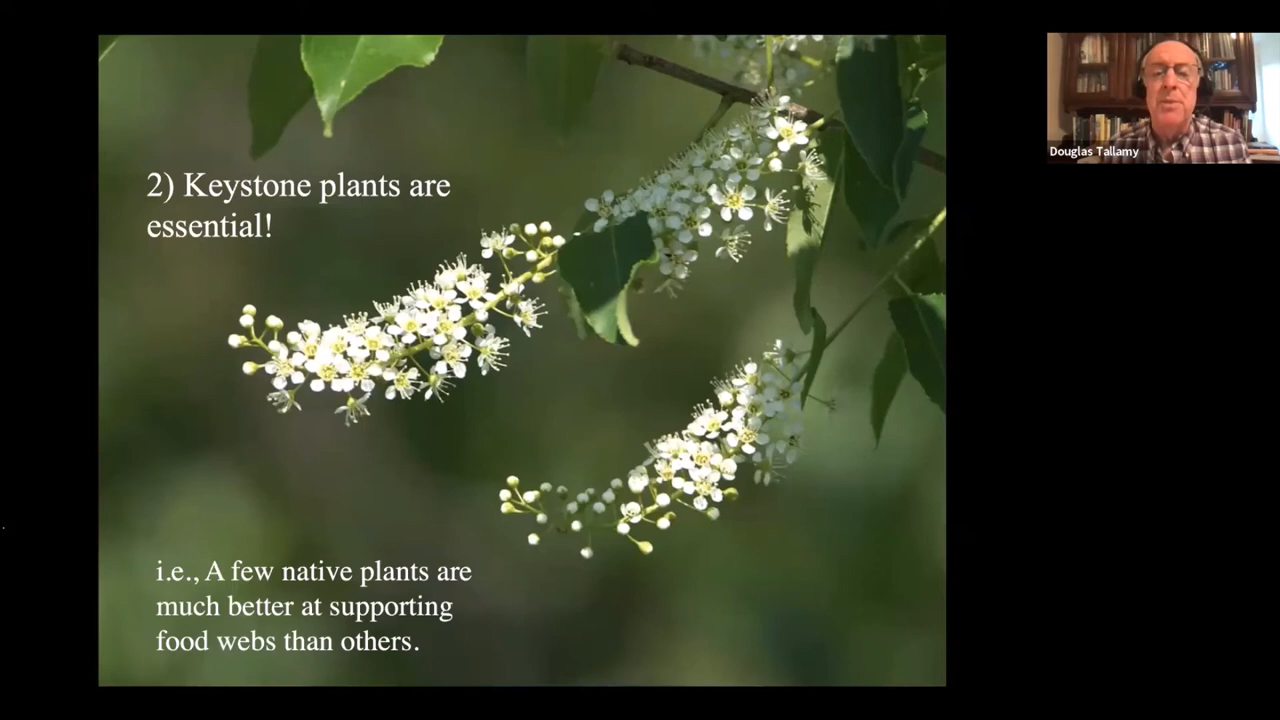 2) Keystone plants are
essential!
Douglas Tallamy
i.e., A few native plants are
much better at supporting
food webs than others.